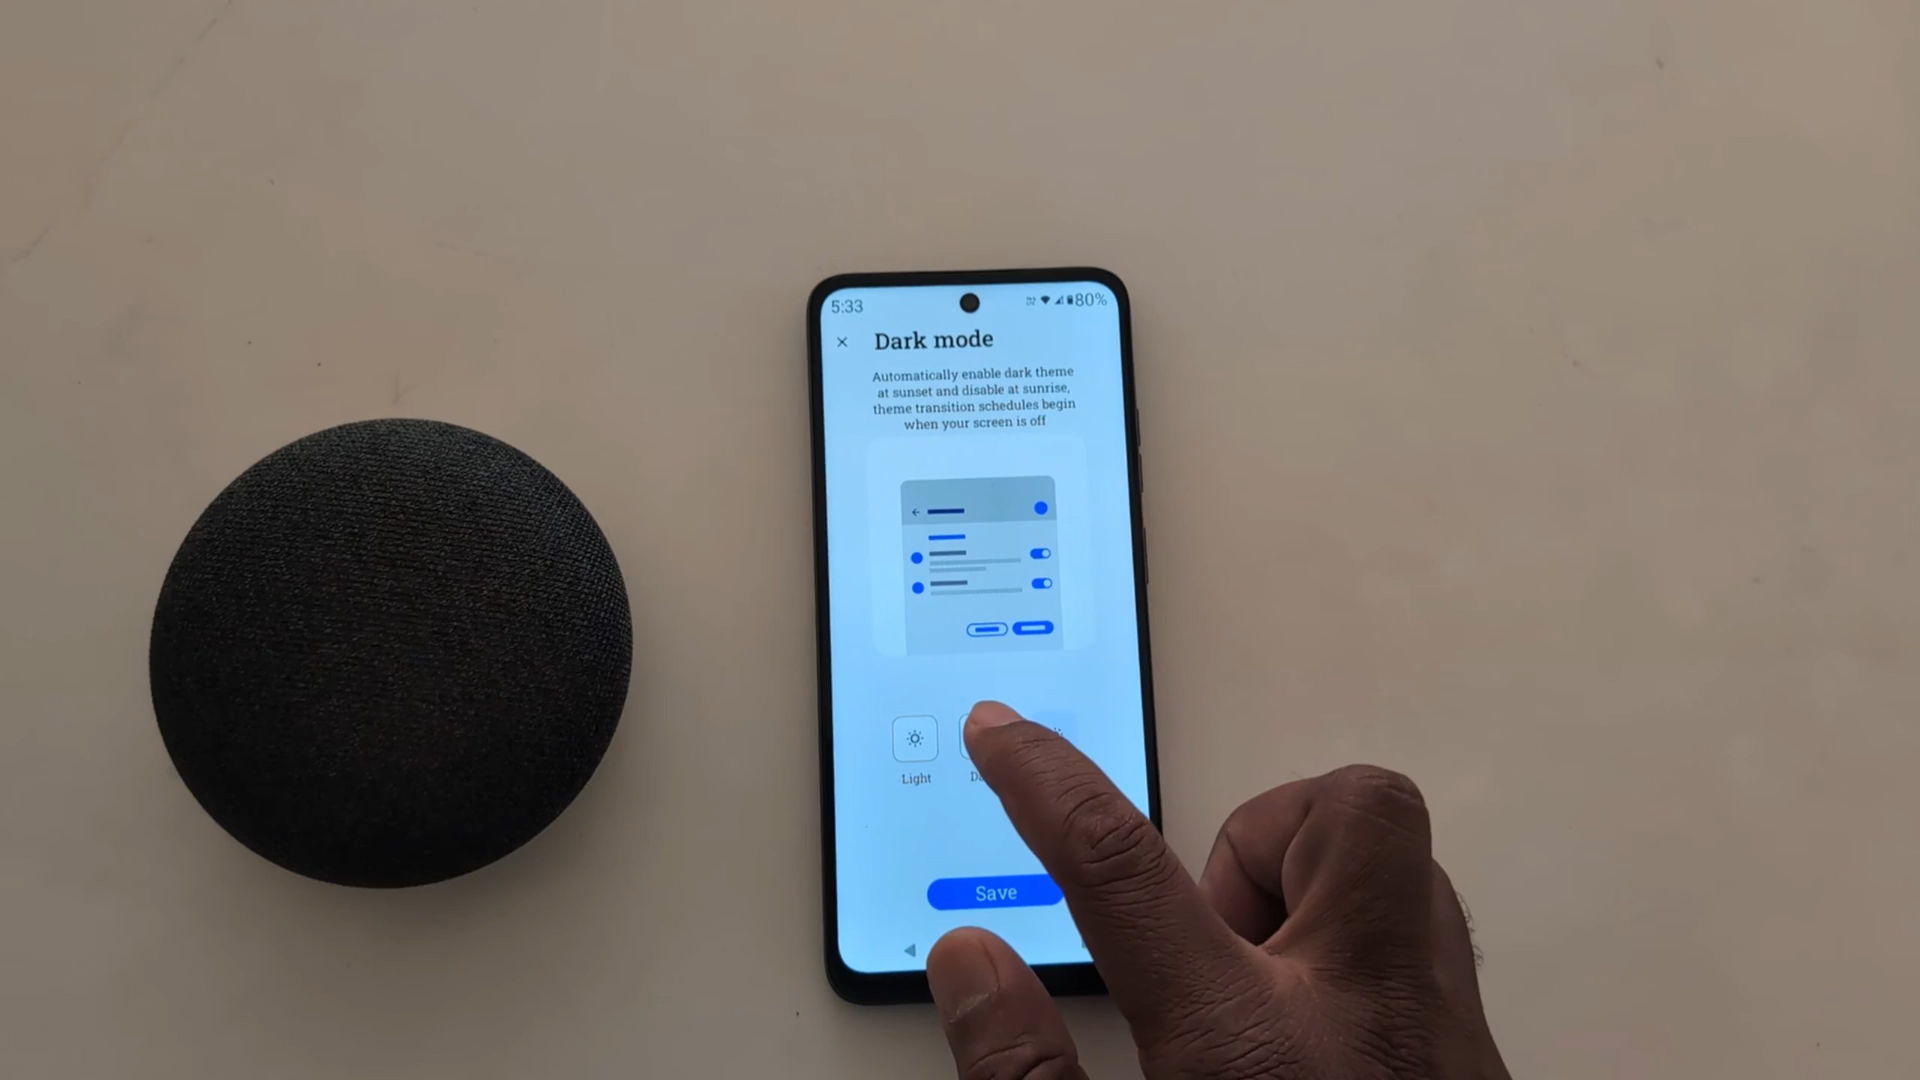 5:33 80%
Dark mode
Automatically enable dark theme
at sunset and disable at sunrise,
theme transition schedules begin
when your screen is off
Light
Save